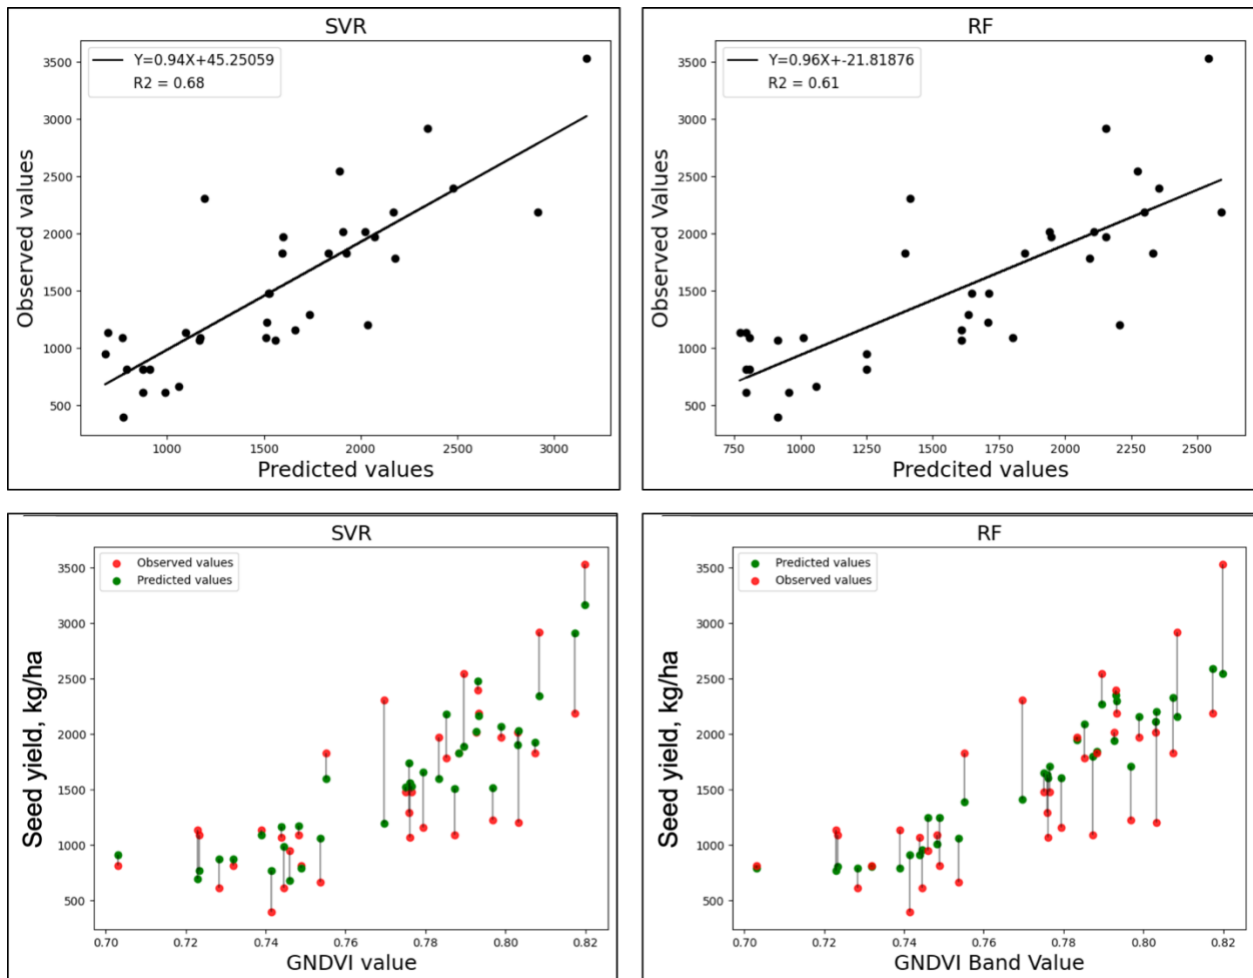 SVR
Y=0.94X+45.25059
R2 = 0.68
3500
3000
2500
2000
1500
1000
500
Observed values
1000
1500
2000
2500
3000
Predicted values
RF
Y=0.96X+-21.81876
R2 = 0.61
3500
3000
2500
2000
1500
1000
500
Observed Values
750
1000
1250
1500
1750
2000
2250
2500
Predcited values
SVR
Observed values
Predicted values
3500
3000
2500
2000
1500
1000
500
Seed yield, kg/ha
0.70
0.72
0.74
0.76
0.78
0.80
0.82
GNDVI value
RF
Predicted values
Observed values
3500
3000
2500
2000
1500
1000
500
Seed yield, kg/ha
0.70
0.72
0.74
0.76
0.78
0.80
0.82
GNDVI Band Value